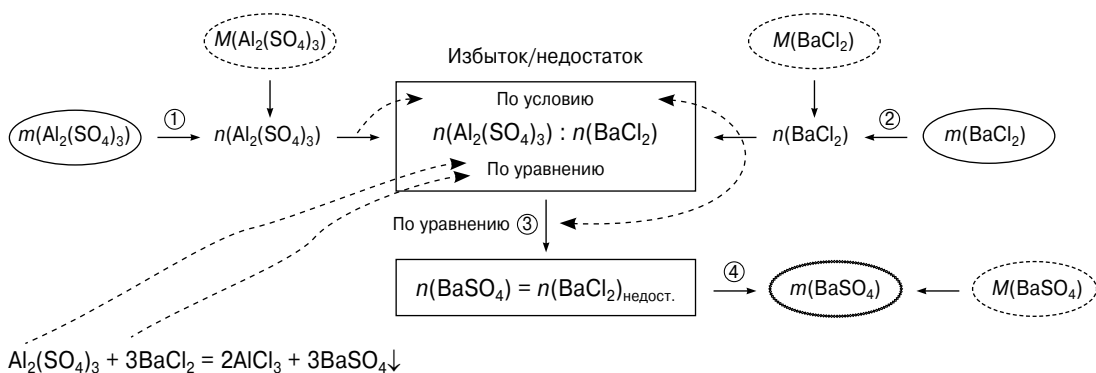 M(Al₂(SO₄)₃)
M(BaCl₂)
Избыток/недостаток
По условию
m(Al₂(SO₄)₃) ① n(Al₂(SO₄)₃) n(Al₂(SO₄)₃) : n(BaCl₂) n(BaCl₂) ② m(BaCl₂)
По уравнению
По уравнению ③
n(BaSO₄) = n(BaCl₂)недост. ④ m(BaSO₄) M(BaSO₄)
Al₂(SO₄)₃ + 3BaCl₂ = 2AlCl₃ + 3BaSO₄↓